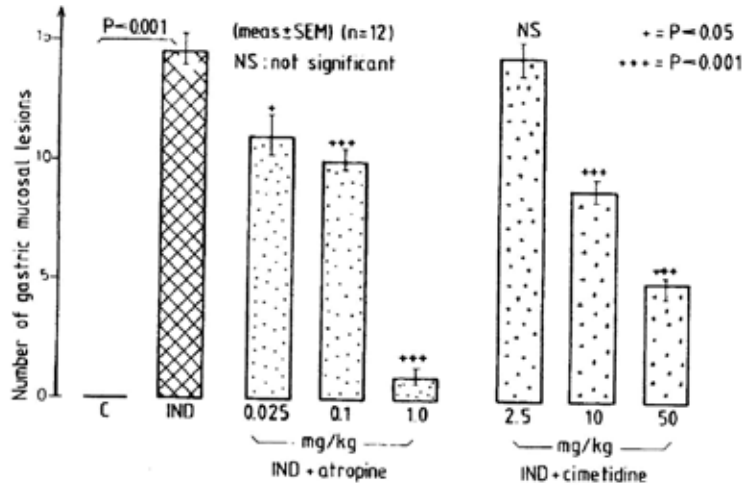 Number of gastric mucosal lesions
15
10
5
0
P<0.001
(meas±SEM) (n=12)
NS: not significant
NS
+ = P<0.05
+++ = P<0.001
+
+++
+++
+++
+++
C
IND
0.025
0.1
1.0
2.5
10
50
mg/kg
mg/kg
IND + atropine
IND + cimetidine